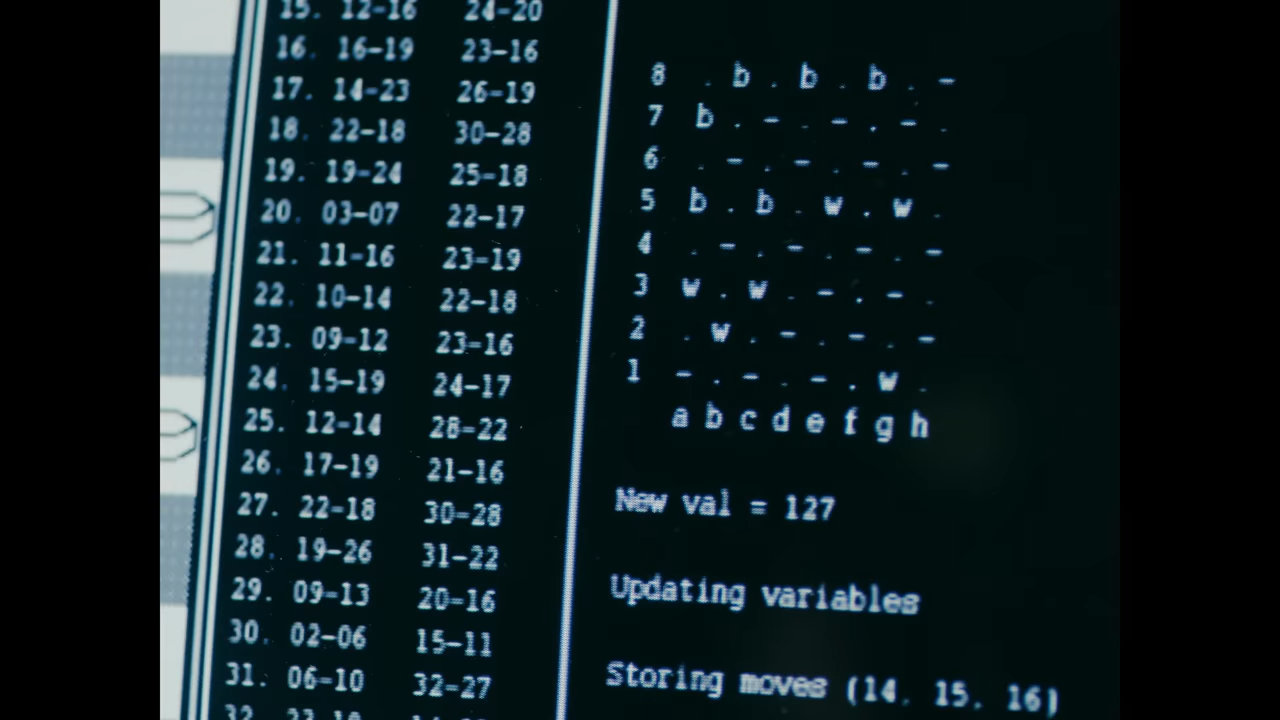 15. 12-16 24-20
16. 16-19 23-16
17. 14-23 26-19
18. 22-18 30-28
19. 19-24 25-18
20. 03-07 22-17
21. 11-16 23-19
22. 10-14 22-18
23. 09-12 23-16
24. 15-19 24-17
25. 12-14 28-22
26. 17-19 21-16
27. 22-18 30-28
28. 19-26 31-22
29. 09-13 20-16
30. 02-06 15-11
31. 06-10 32-27
32.
8 . b . b . b . -
7 b . - . - . - .
6 . - . - . - . -
5 b . b . w . w .
4 . - . - . - . -
3 w . w . - . - .
2 . w . - . - . -
1 - . - . - . w .
a b c d e f g h
New val = 127
Updating variables
Storing moves (14. 15. 16)